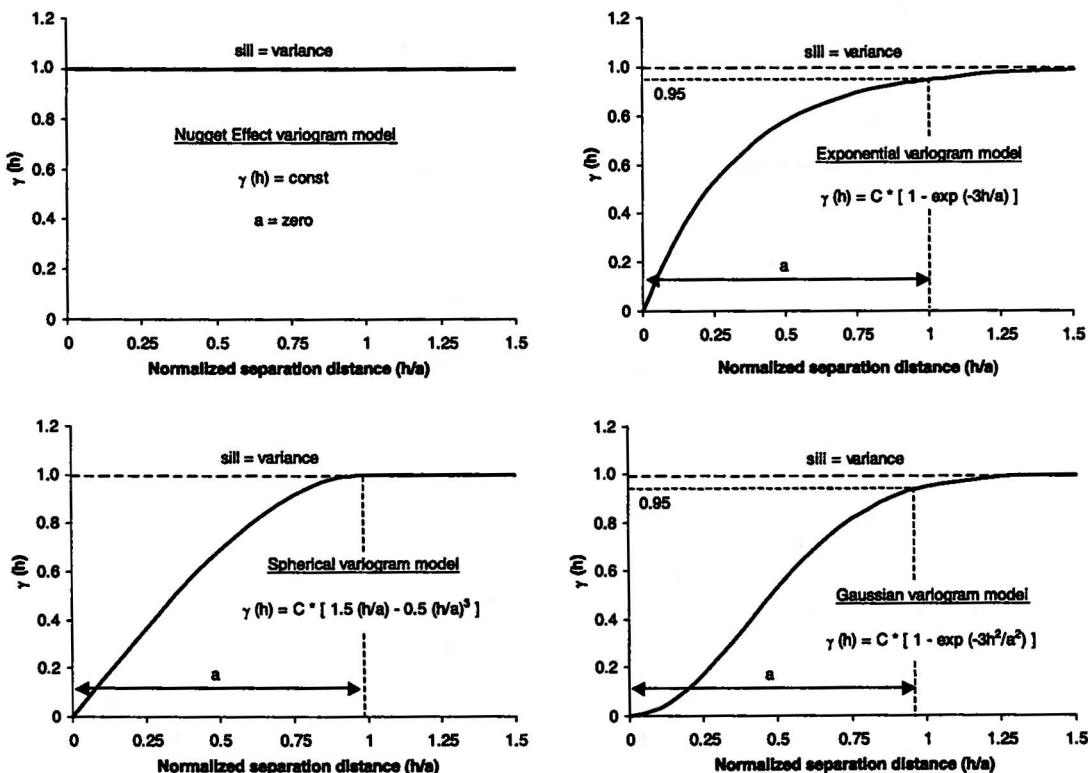 1.2
1.0
0.8
0.6
0.4
0.2
0
γ (h)
sill = variance
Nugget Effect variogram model
γ (h) = const
a = zero
0 0.25 0.5 0.75 1 1.25 1.5
Normalized separation distance (h/a)
1.2
1.0
0.8
0.6
0.4
0.2
0
γ (h)
sill = variance
0.95
Exponential variogram model
γ (h) = C * [ 1 - exp (-3h/a) ]
a
0 0.25 0.5 0.75 1 1.25 1.5
Normalized separation distance (h/a)
1.2
1.0
0.8
0.6
0.4
0.2
0
γ (h)
sill = variance
Spherical variogram model
γ (h) = C * [ 1.5 (h/a) - 0.5 (h/a)³ ]
a
0 0.25 0.5 0.75 1 1.25 1.5
Normalized separation distance (h/a)
1.2
1.0
0.8
0.6
0.4
0.2
0
γ (h)
sill = variance
0.95
Gaussian variogram model
γ (h) = C * [ 1 - exp (-3h²/a²) ]
a
0 0.25 0.5 0.75 1 1.25 1.5
Normalized separation distance (h/a)